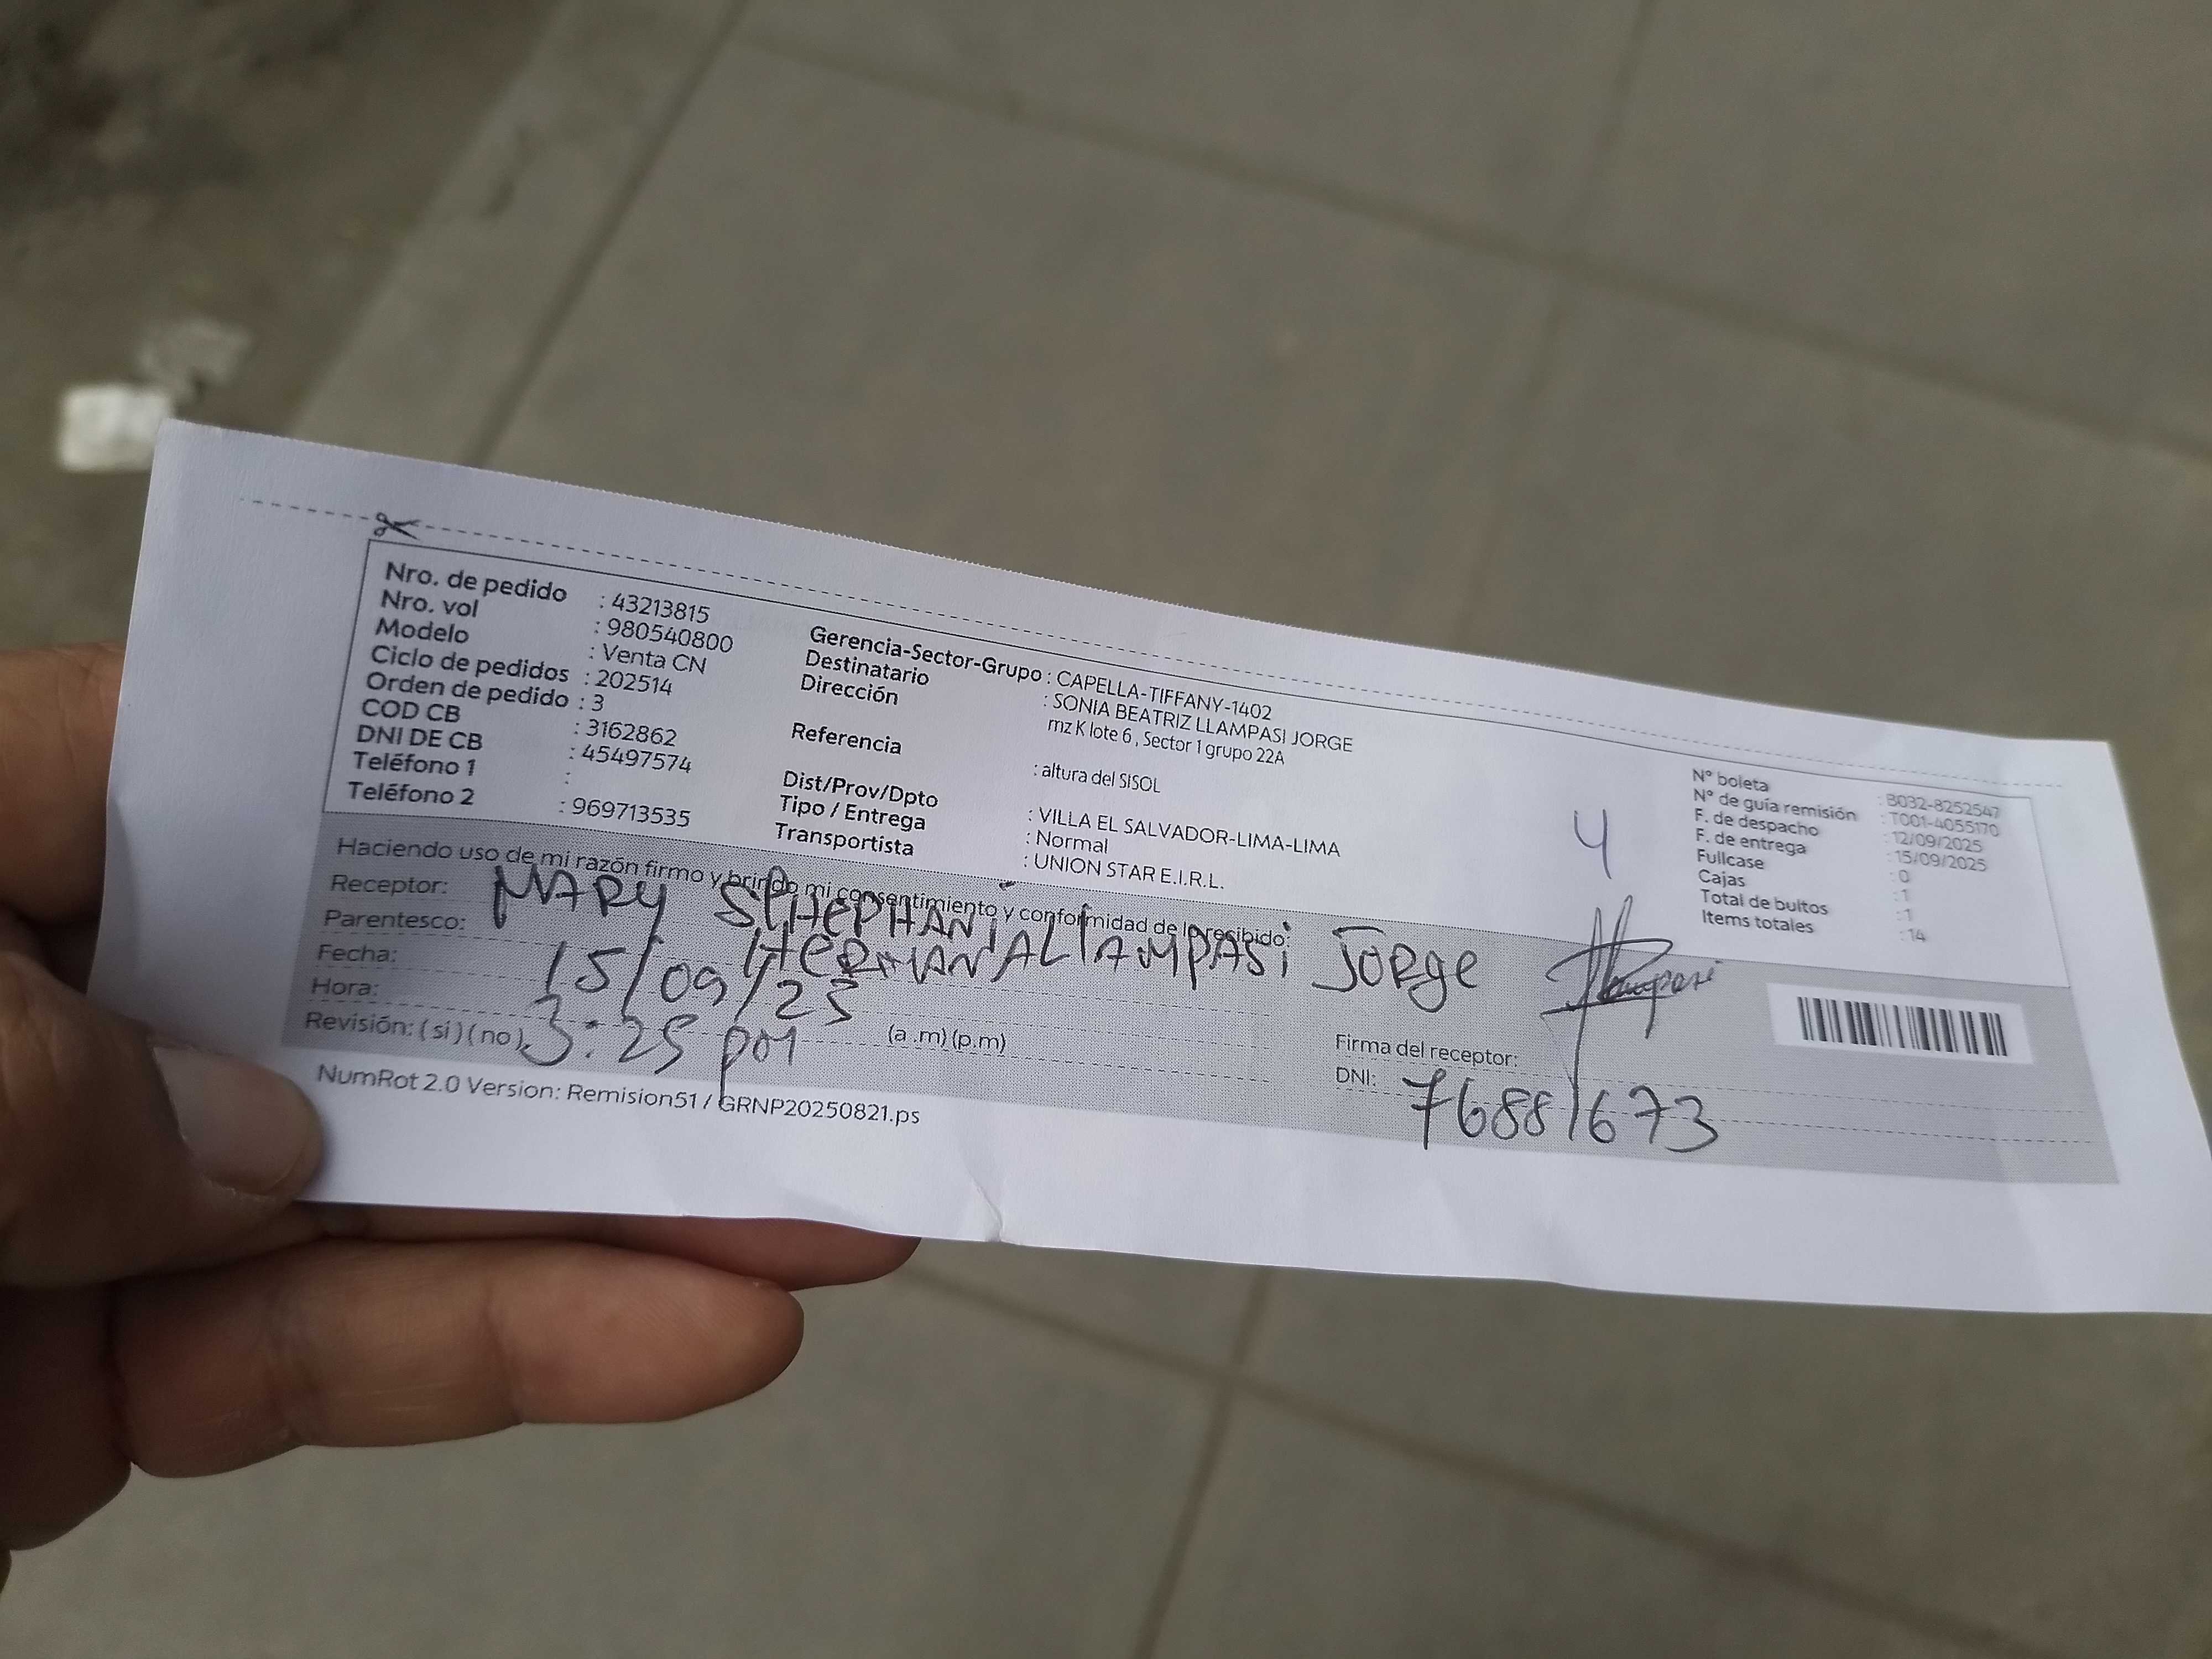 Nro. de pedido : 43213815
Nro. vol : 980540800
Modelo : Venta CN
Ciclo de pedidos : 202514
Orden de pedido : 3
COD CB : 3162862
DNI DE CB : 45497574
Teléfono 1 :
Teléfono 2 : 969713535
Gerencia-Sector-Grupo : CAPELLA-TIFFANY-1402
Destinatario : SONIA BEATRIZ LLAMPASI JORGE
Dirección mz K lote 6 , Sector 1 grupo 22A
Referencia : altura del SISOL
Dist/Prov/Dpto : VILLA EL SALVADOR-LIMA-LIMA
Tipo / Entrega : Normal
Transportista : UNION STAR E.I.R.L.
4
N° boleta : B032-8252547
N° de guía remisión : T001-4055170
F. de despacho : 12/09/2025
F. de entrega : 15/09/2025
Fullcase : 0
Cajas : 1
Total de bultos : 1
Items totales : 14
Haciendo uso de mi razón firmo y brindo mi consentimiento y conformidad de lo recibido:
Receptor: MARY STHEPHANI LLAMPASI JORGE
Parentesco: HERMANA
Fecha: 15/09/25
Hora: 3:25 pm (a .m) (p.m)
Revisión: ( si ) ( no )
Firma del receptor: Llampasi
DNI: 76881673
NumRot 2.0 Version: Remision51 / GRNP20250821.ps